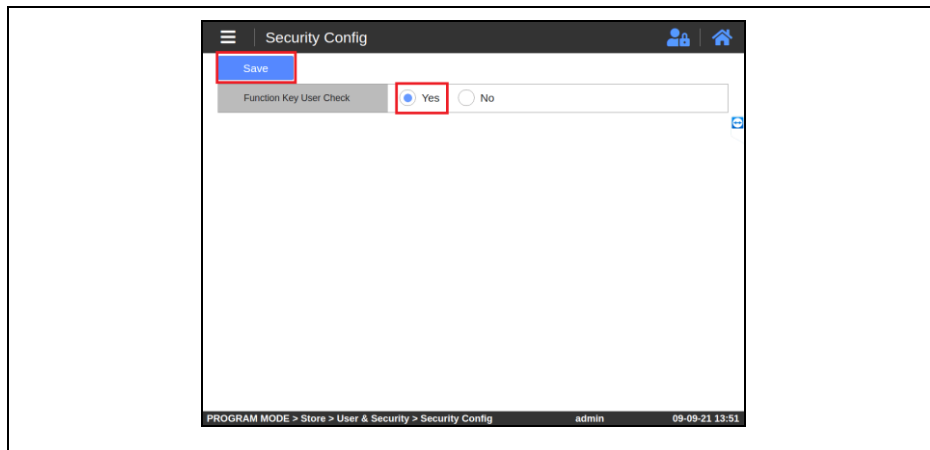 Security Config
Save
Function Key User Check Yes No
PROGRAM MODE > Store > User & Security > Security Config admin 09-09-21 13:51